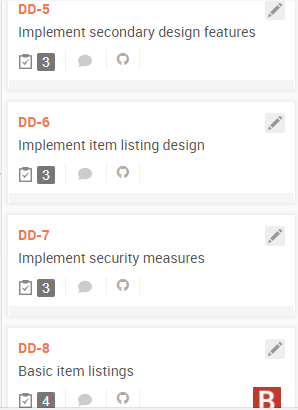 DD-5
Implement secondary design features
3
DD-6
Implement item listing design
3
DD-7
Implement security measures
3
DD-8
Basic item listings
4
B